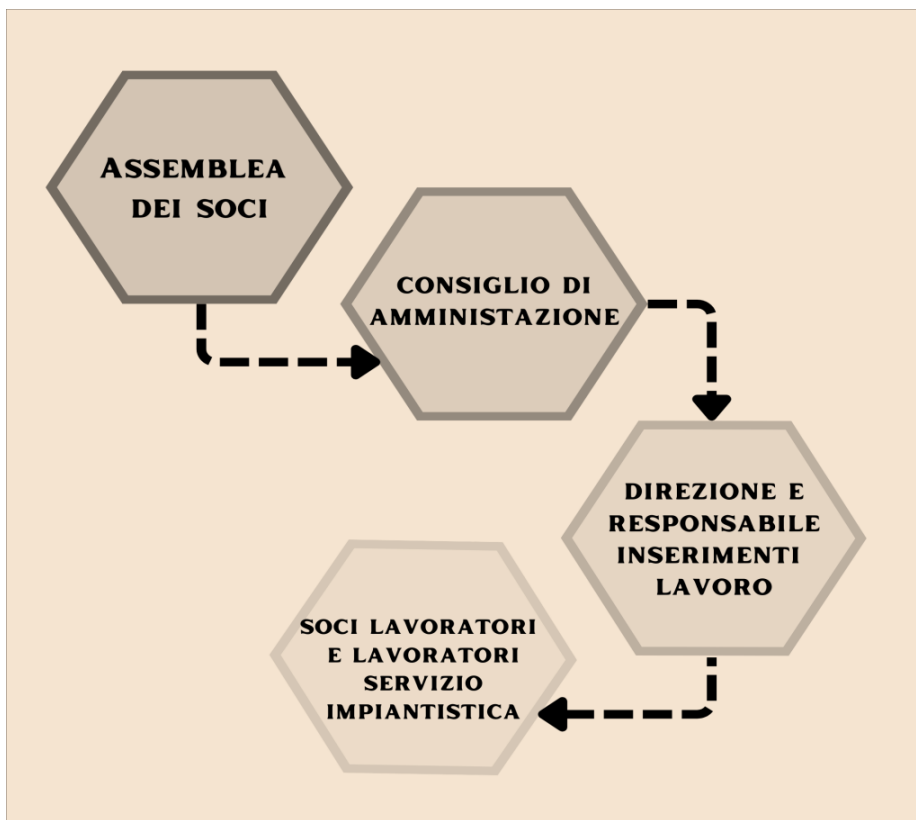 Assemblea
dei soci
CONSIGLIO DI
AMMINISTAZIONE
DIREZIONE E
RESPONSABILE
INSERIMENTI
LAVORO
SOCI LAVORATORI
E LAVORATORI
SERVIZIO
IMPIANTISTICA